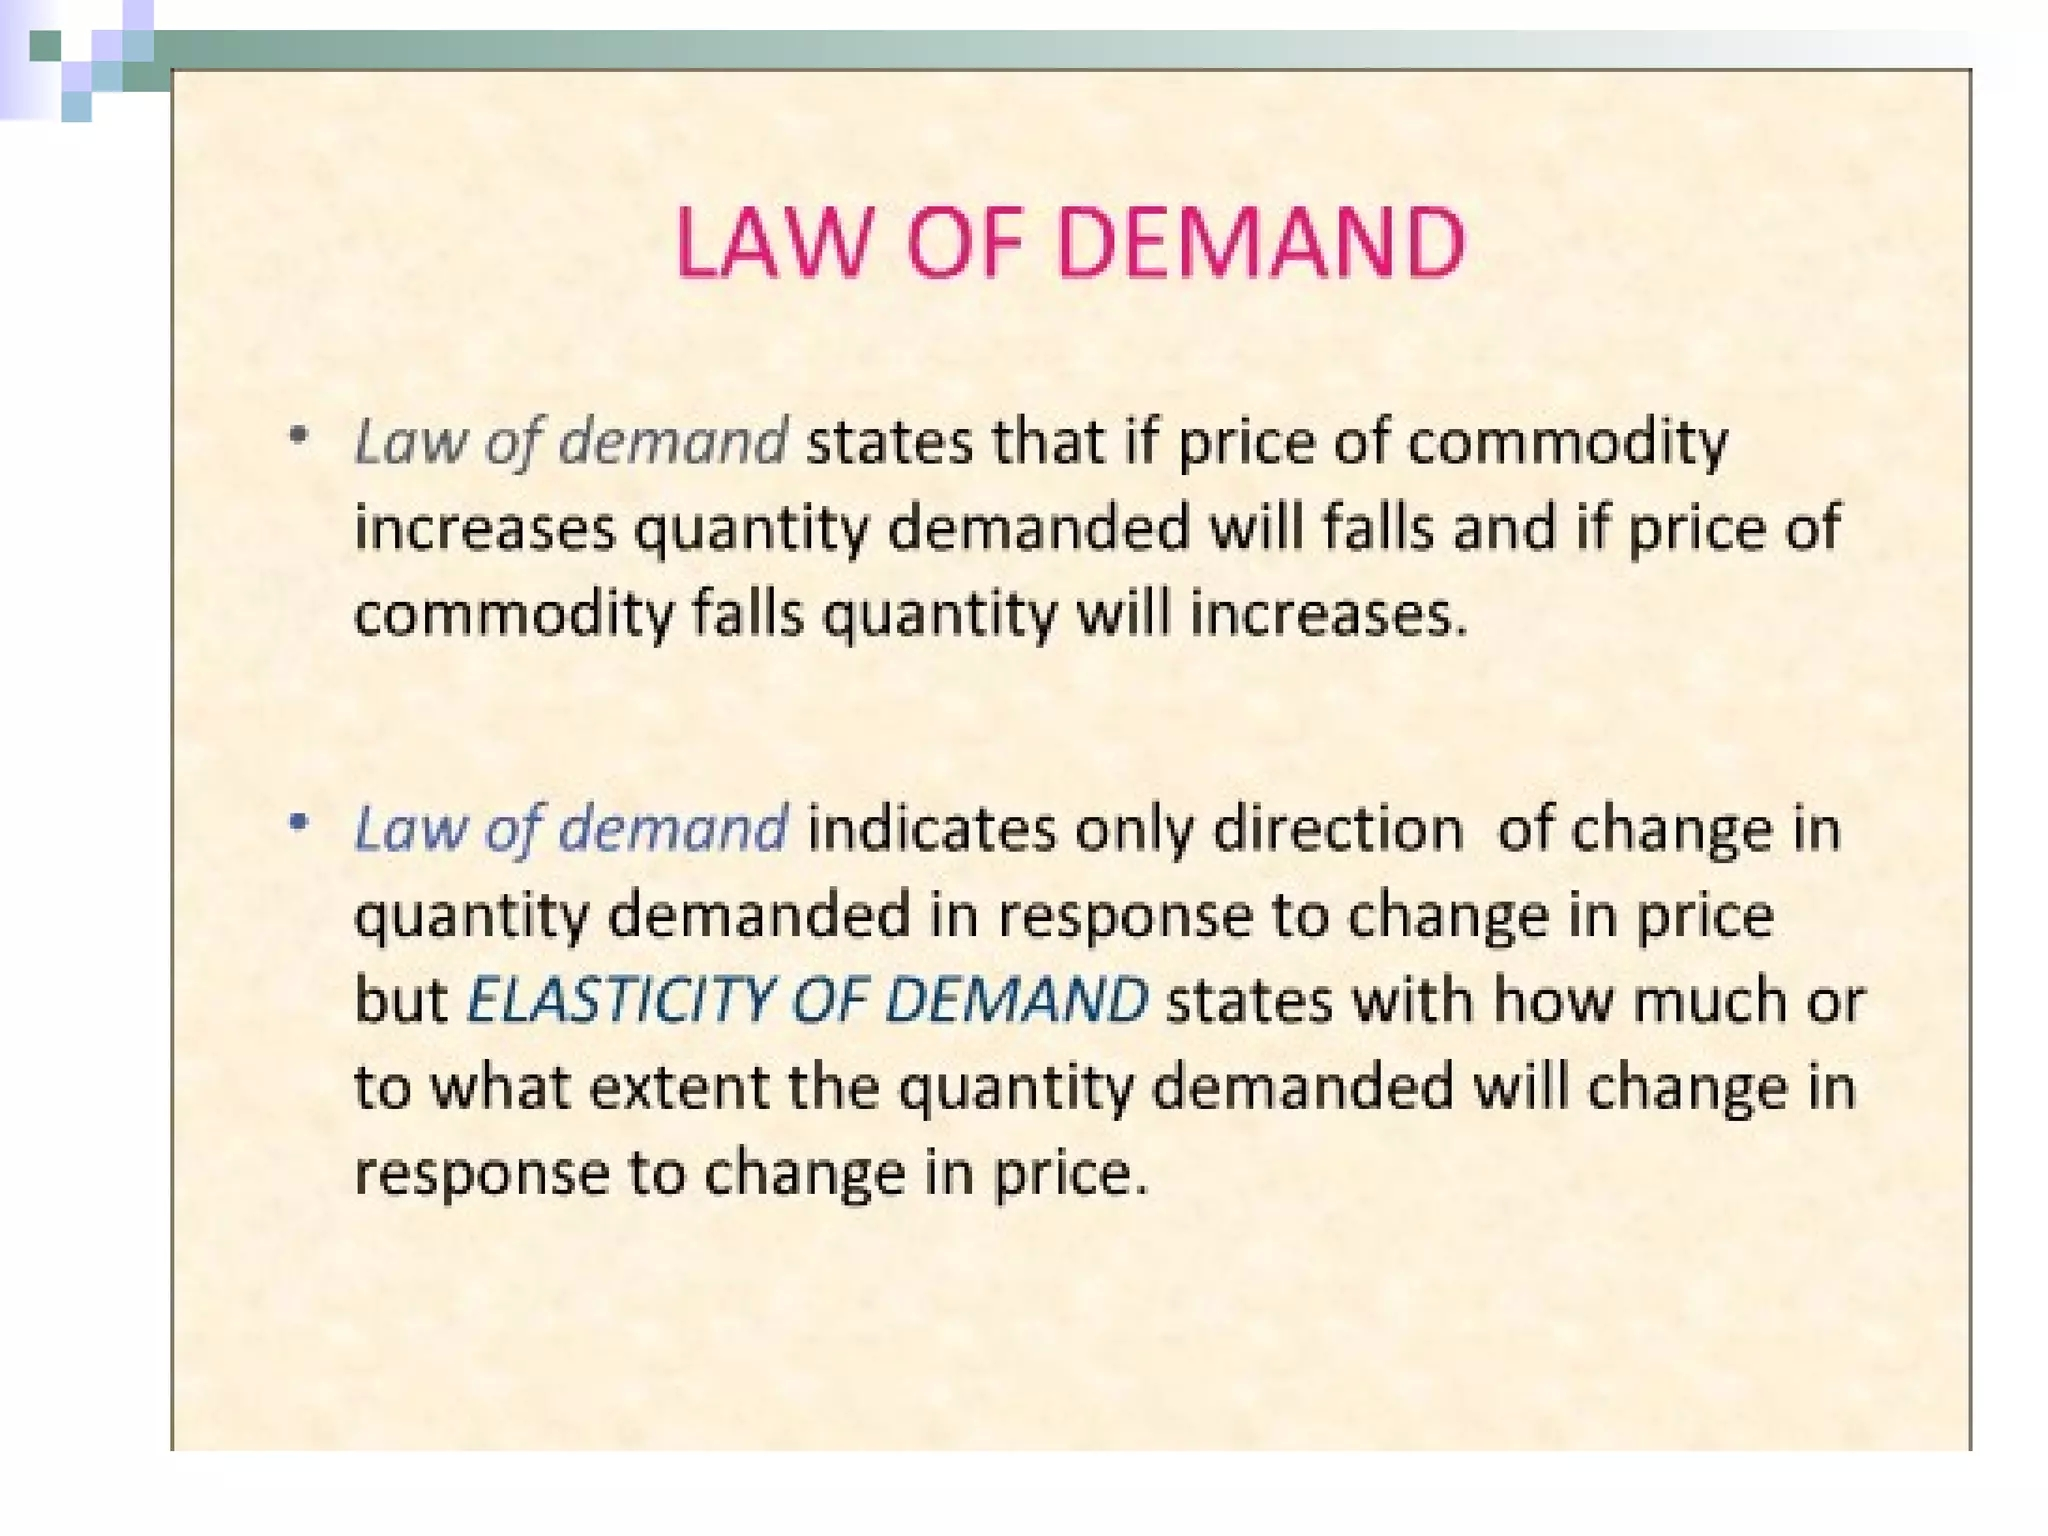 LAW OF DEMAND
• Law of demand states that if price of commodity
increases quantity demanded will falls and if price of
commodity falls quantity will increases.
• Law of demand indicates only direction  of change in
quantity demanded in response to change in price
but ELASTICITY OF DEMAND states with how much or
to what extent the quantity demanded will change in
response to change in price.